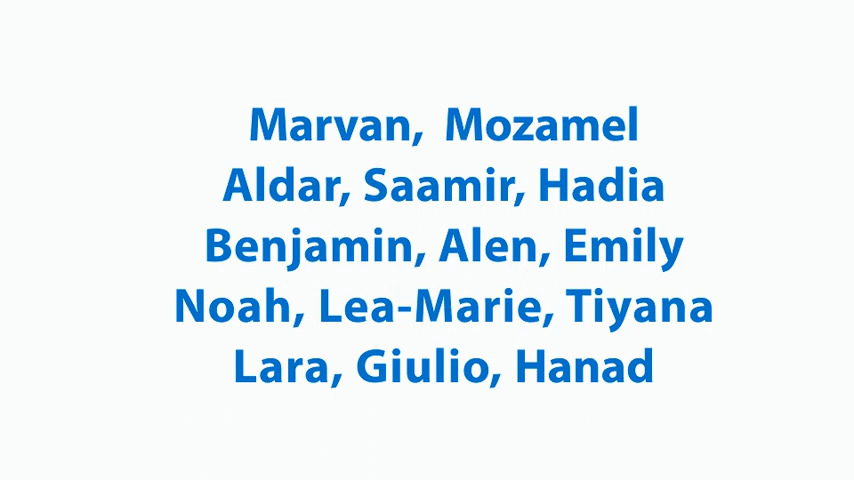 Marvan,  Mozamel
Aldar, Saamir, Hadia
Benjamin, Alen, Emily
Noah, Lea-Marie, Tiyana
Lara, Giulio, Hanad